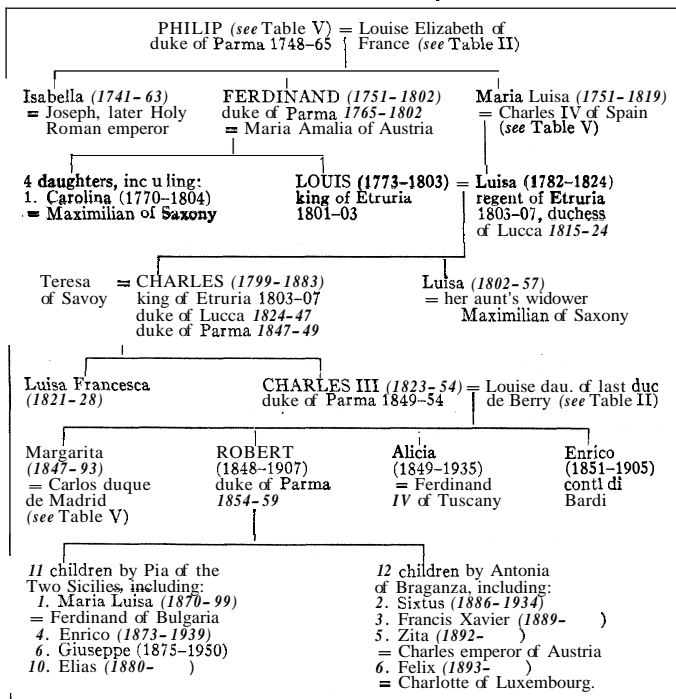 PHILIP (see Table V) = Louise Elizabeth of
duke of Parma 1748-65 France (see Table II)
Isabella (1741-63)
= Joseph, later Holy
Roman emperor
FERDINAND (1751-1802)
duke of Parma 1765-1802
= Maria Amalia of Austria
Maria Luisa (1751-1819)
= Charles IV of Spain
(see Table V)
4 daughters, inc u ling:
1. Carolina (1770-1804)
= Maximilian of Saxony
LOUIS (1773-1803) =
king of Etruria
1801-03
Luisa (1782-1824)
regent of Etruria
1803-07, duchess
of Lucca 1815-24
Teresa
of Savoy
= CHARLES (1799-1883)
king of Etruria 1803-07
duke of Lucca 1824-47
duke of Parma 1847-49
Luisa (1802-57)
= her aunt's widower
Maximilian of Saxony
Luisa Francesca
(1821-28)
CHARLES III (1823-54) =
duke of Parma 1849-54
Louise dau. of last duc
de Berry (see Table II)
Margarita
(1847-93)
= Carlos duque
de Madrid
(see Table V)
ROBERT
(1848-1907)
duke of Parma
1854-59
Alicia
(1849-1935)
= Ferdinand
IV of Tuscany
Enrico
(1851-1905)
conti di
Bardi
11 children by Pia of the
Two Sicilies, including:
1. Maria Luisa (1870-99)
= Ferdinand of Bulgaria
4. Enrico (1873-1939)
6. Giuseppe (1875-1950)
10. Elias (1880- )
12 children by Antonia
of Braganza, including:
2. Sixtus (1886-1934)
3. Francis Xavier (1889- )
5. Zita (1892- )
= Charles emperor of Austria
6. Felix (1893- )
= Charlotte of Luxembourg.